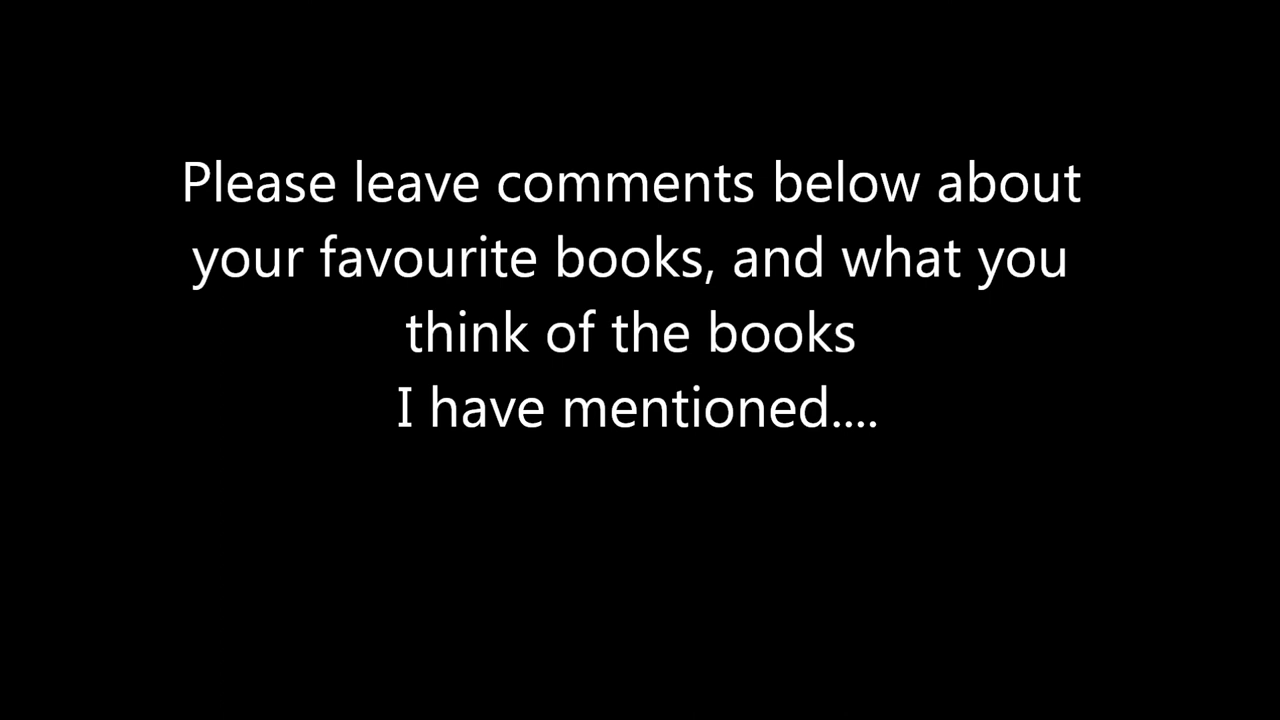 Please leave comments below about
your favourite books, and what you
think of the books
I have mentioned....